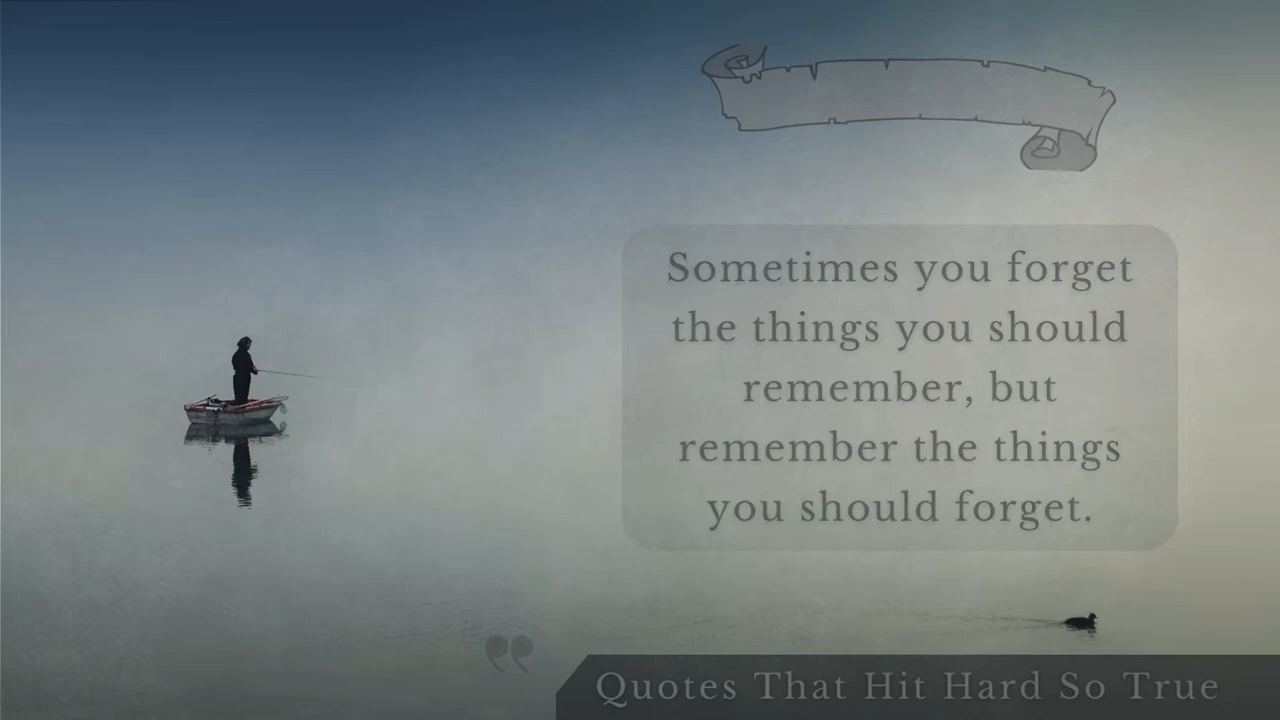 Sometimes you forget
the things you should
remember, but
remember the things
you should forget.
”
Quotes That Hit Hard So True